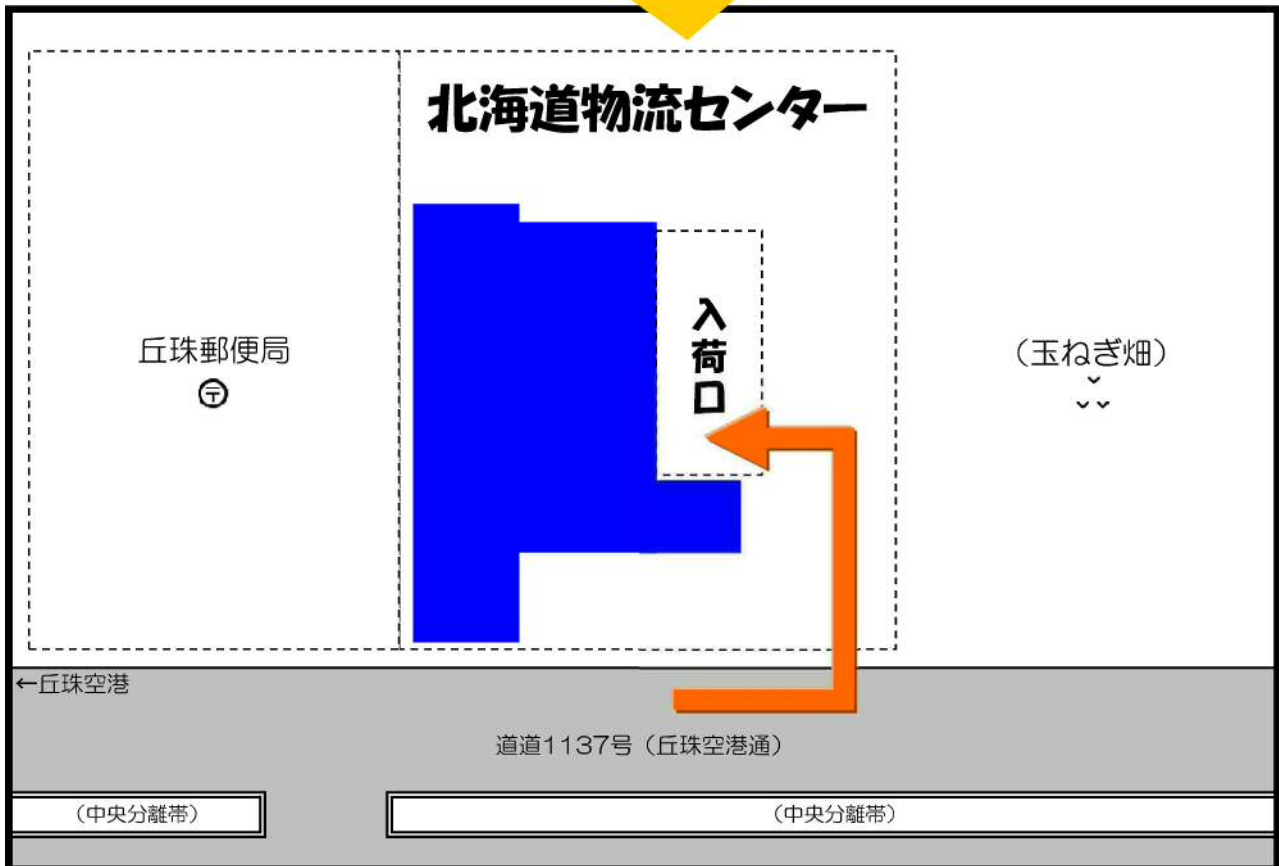 北海道物流センター
入荷口
丘珠郵便局
〒
（玉ねぎ畑）
←丘珠空港
道道1137号（丘珠空港通）
（中央分離帯）
（中央分離帯）